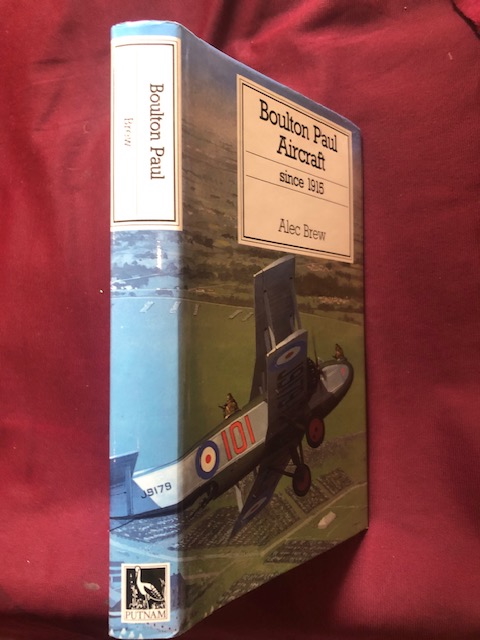 Boulton Paul
Brew
Boulton Paul
Aircraft
since 1915
Alec Brew
101
J9179
PUTNAM